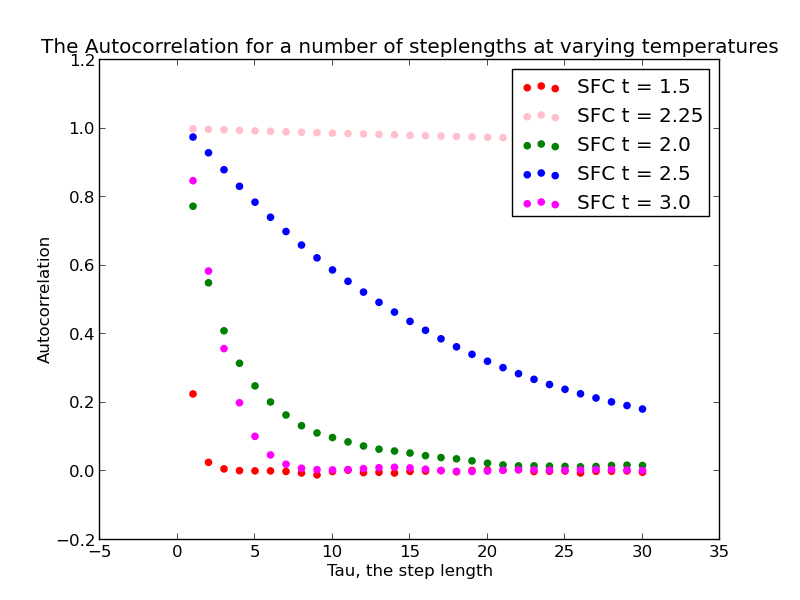 The Autocorrelation for a number of steplengths at varying temperatures
1.2
1.0
0.8
0.6
0.4
0.2
0.0
−0.2
Autocorrelation
SFC t = 1.5
SFC t = 2.25
SFC t = 2.0
SFC t = 2.5
SFC t = 3.0
−5 0 5 10 15 20 25 30 35
Tau, the step length